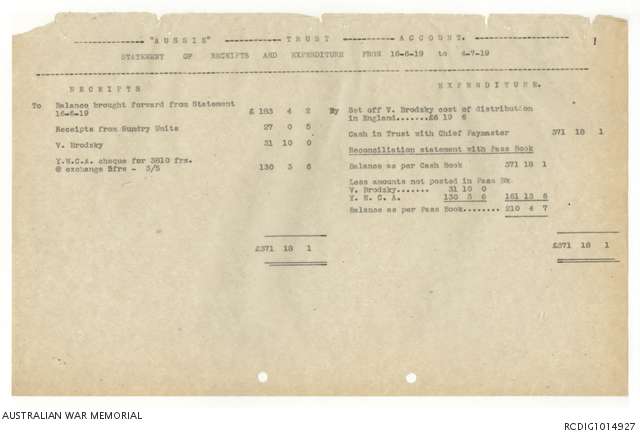 "AUSSIE" TRUST ACCOUNT. 1
STATEMENT OF RECEIPTS AND EXPENDITURE FROM 16-6-19 to 4-7-19
RECEIPTS
To Balance brought forward from Statement
16-6-19 £ 183 4 2
Receipts from Sundry Units 27 0 5
V. Brodsky 31 10 0
Y.M.C.A. cheque for 3810 frs.
@ exchange 5frs - 3/5 130 3 6
£371 18 1
EXPENDITURE.
By Set off V. Brodsky cost of distribution
in England.......£6 19 6
Cash in Trust with Chief Paymaster 371 18 1
Reconciliation statement with Pass Book
Balance as per Cash Book 371 18 1
Less amounts not posted in Pass Bk.
V. Brodsky....... 31 10 0
Y. M. C. A. 130 3 6 161 13 6
Balance as per Pass Book........ 210 4 7
£371 18 1
AUSTRALIAN WAR MEMORIAL
RCDIG1014927